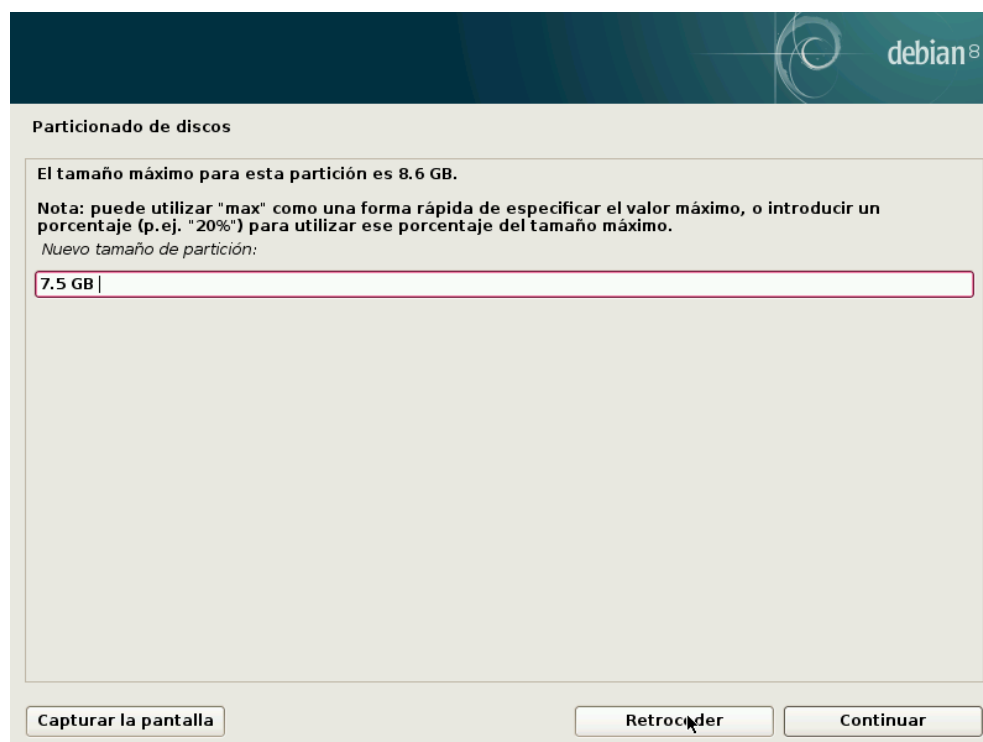 debian 8
Particionado de discos
El tamaño máximo para esta partición es 8.6 GB.
Nota: puede utilizar "max" como una forma rápida de especificar el valor máximo, o introducir un
porcentaje (p.ej. "20%") para utilizar ese porcentaje del tamaño máximo.
Nuevo tamaño de partición:
7.5 GB
Capturar la pantalla
Retroceder
Continuar